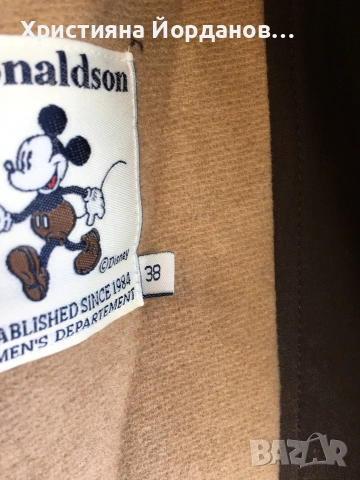 Християна Йорданов...
onaldson
©Disney
38
ABLISHED SINCE 1984
MEN'S DEPARTEMENT
BAZAR